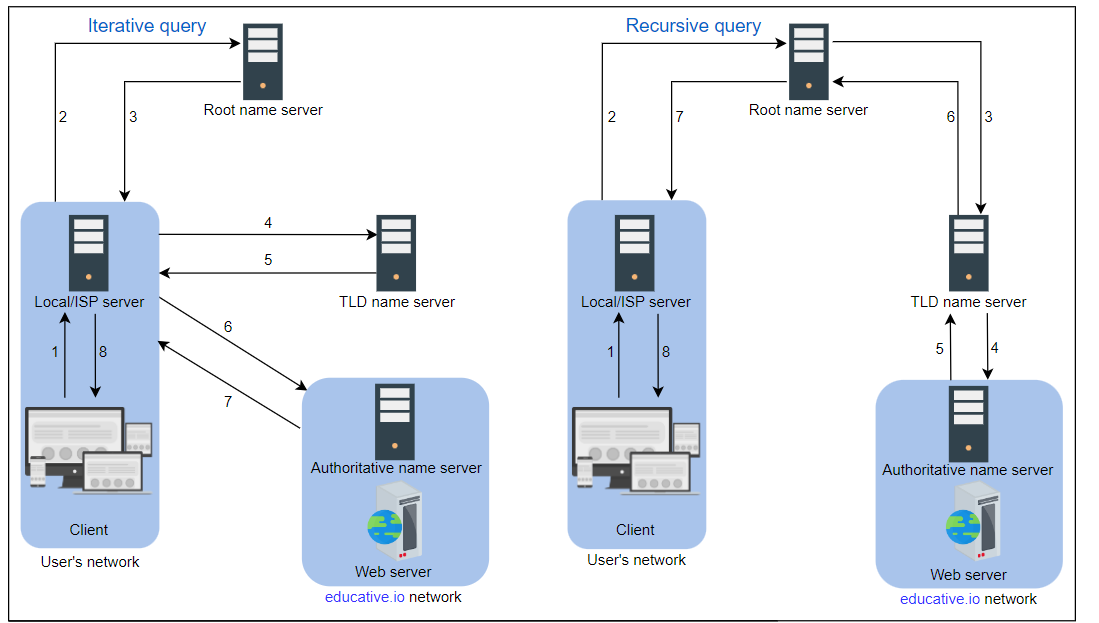 Iterative query
Root name server
2
3
4
5
Local/ISP server
TLD name server
1
8
6
7
Authoritative name server
Client
Web server
User's network
educative.io network
Recursive query
Root name server
2
7
6
3
Local/ISP server
TLD name server
1
8
5
4
Authoritative name server
Client
Web server
User's network
educative.io network